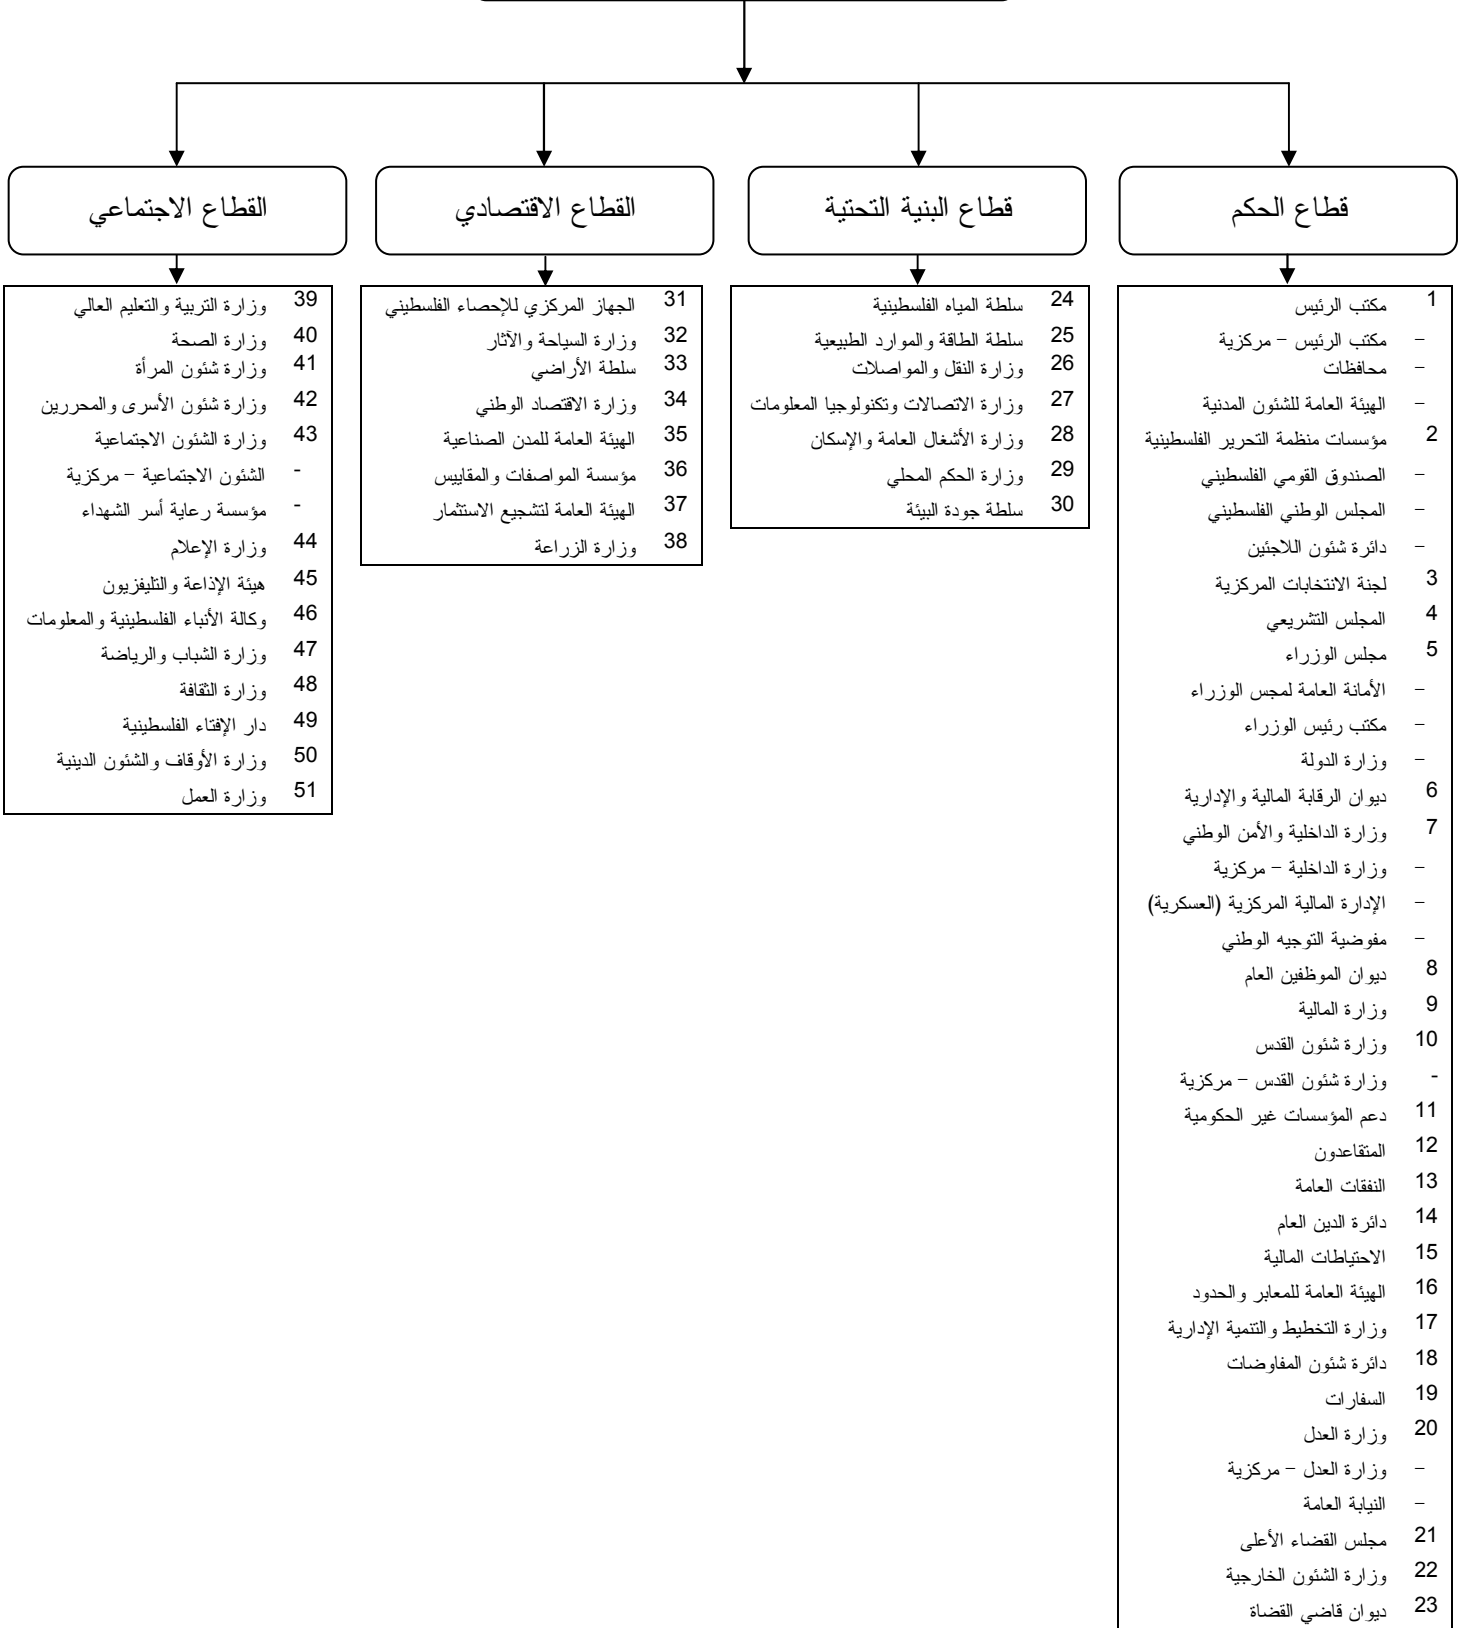 قطاع الحكم
1 مكتب الرئيس
– مكتب الرئيس – مركزية
– محافظات
– الهيئة العامة للشئون المدنية
2 مؤسسات منظمة التحرير الفلسطينية
– الصندوق القومي الفلسطيني
– المجلس الوطني الفلسطيني
– دائرة شئون اللاجئين
3 لجنة الانتخابات المركزية
4 المجلس التشريعي
5 مجلس الوزراء
– الأمانة العامة لمجس الوزراء
– مكتب رئيس الوزراء
– وزارة الدولة
6 ديوان الرقابة المالية والإدارية
7 وزارة الداخلية والأمن الوطني
– وزارة الداخلية – مركزية
– الإدارة المالية المركزية (العسكرية)
– مفوضية التوجيه الوطني
8 ديوان الموظفين العام
9 وزارة المالية
10 وزارة شئون القدس
- وزارة شئون القدس – مركزية
11 دعم المؤسسات غير الحكومية
12 المتقاعدون
13 النفقات العامة
14 دائرة الدين العام
15 الاحتياطات المالية
16 الهيئة العامة للمعابر والحدود
17 وزارة التخطيط والتنمية الإدارية
18 دائرة شئون المفاوضات
19 السفارات
20 وزارة العدل
– وزارة العدل – مركزية
– النيابة العامة
21 مجلس القضاء الأعلى
22 وزارة الشئون الخارجية
23 ديوان قاضي القضاة
قطاع البنية التحتية
24 سلطة المياه الفلسطينية
25 سلطة الطاقة والموارد الطبيعية
26 وزارة النقل والمواصلات
27 وزارة الاتصالات وتكنولوجيا المعلومات
28 وزارة الأشغال العامة والإسكان
29 وزارة الحكم المحلي
30 سلطة جودة البيئة
القطاع الاقتصادي
31 الجهاز المركزي للإحصاء الفلسطيني
32 وزارة السياحة والآثار
33 سلطة الأراضي
34 وزارة الاقتصاد الوطني
35 الهيئة العامة للمدن الصناعية
36 مؤسسة المواصفات والمقاييس
37 الهيئة العامة لتشجيع الاستثمار
38 وزارة الزراعة
القطاع الاجتماعي
39 وزارة التربية والتعليم العالي
40 وزارة الصحة
41 وزارة شئون المرأة
42 وزارة شئون الأسرى والمحررين
43 وزارة الشئون الاجتماعية
- الشئون الاجتماعية – مركزية
- مؤسسة رعاية أسر الشهداء
44 وزارة الإعلام
45 هيئة الإذاعة والتليفزيون
46 وكالة الأنباء الفلسطينية والمعلومات
47 وزارة الشباب والرياضة
48 وزارة الثقافة
49 دار الإفتاء الفلسطينية
50 وزارة الأوقاف والشئون الدينية
51 وزارة العمل